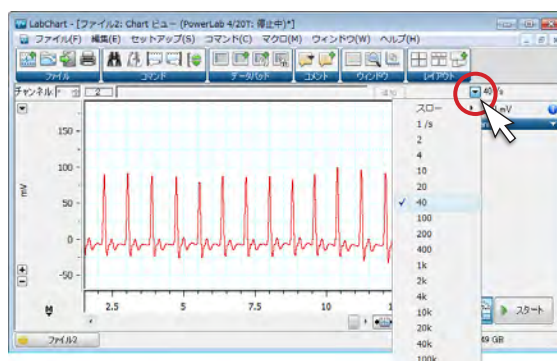 LabChart - [ファイル2: Chart ビュー (PowerLab 4/20T: 停止中)*]
ファイル(F) 編集(E) セットアップ(S) コマンド(C) マクロ(M) ウィンドウ(W) ヘルプ(H)
ファイル コマンド データパッド コメント ウィンドウ レイアウト
チャンネル: 2 40 /s
スロー
1 /s
2
4
10
20
40
100
200
400
1k
2k
4k
10k
20k
40k
100k
mV
150
100
50
0
-50
mV
M
2.5 5 7.5 10
スタート
ファイル2
49 GB